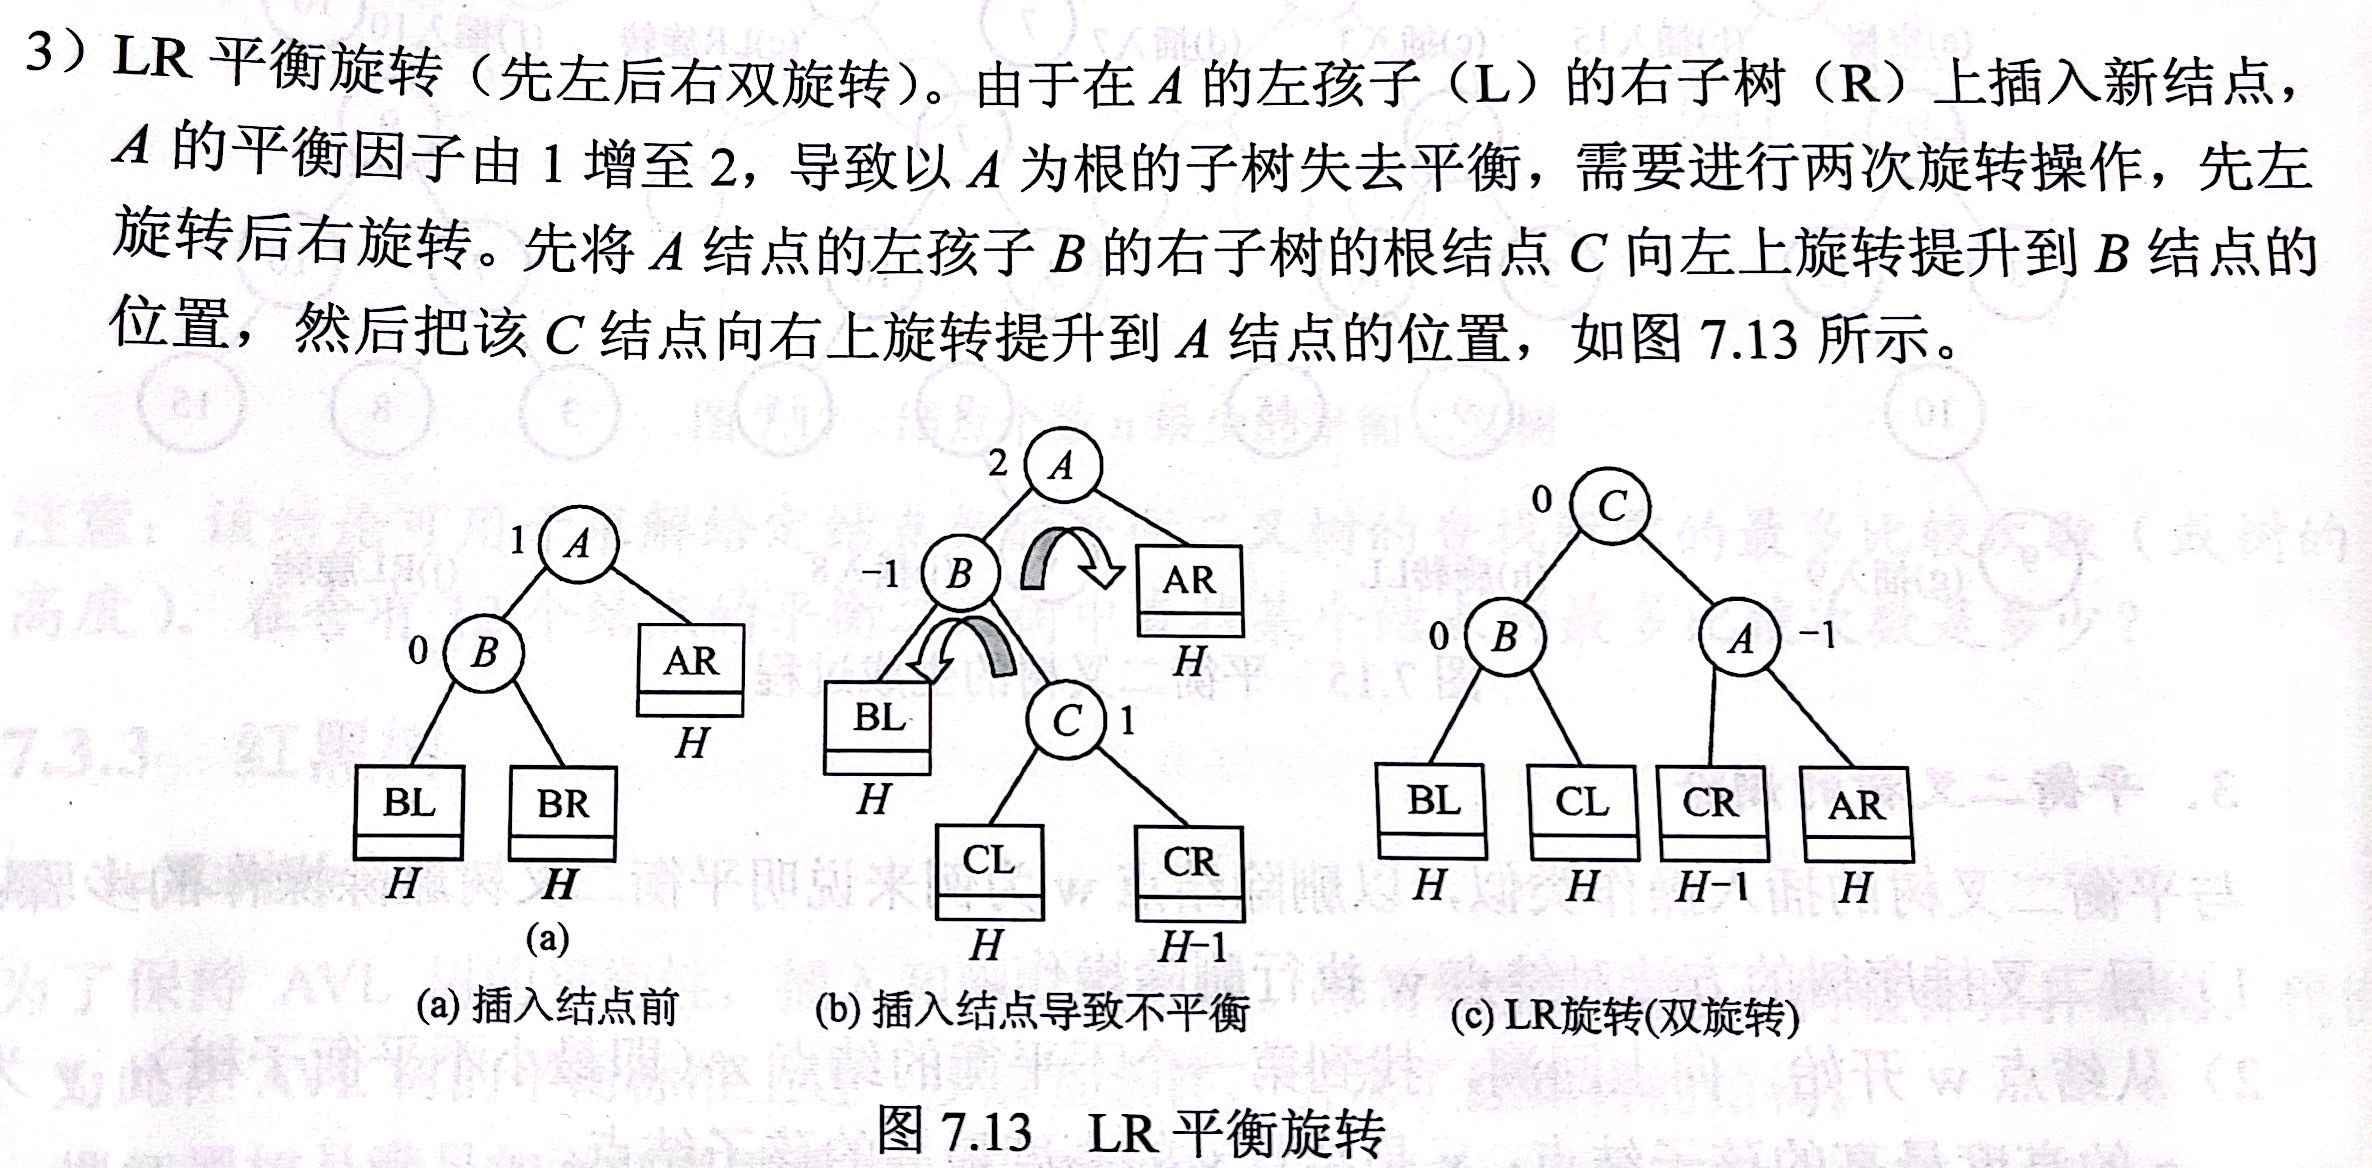 3）LR 平衡旋转（先左后右双旋转）。由于在 A 的左孩子（L）的右子树（R）上插入新结点，
A 的平衡因子由 1 增至 2，导致以 A 为根的子树失去平衡，需要进行两次旋转操作，先左
旋转后右旋转。先将 A 结点的左孩子 B 的右子树的根结点 C 向左上旋转提升到 B 结点的
位置，然后把该 C 结点向右上旋转提升到 A 结点的位置，如图 7.13 所示。
1 A
0 B
AR
H
BL BR
H H
(a)
(a) 插入结点前
2 A
-1 B
AR
H
BL
H
C 1
CL CR
H H-1
(b) 插入结点导致不平衡
0 C
0 B A -1
BL CL CR AR
H H H-1 H
(c) LR旋转(双旋转)
图 7.13 LR 平衡旋转